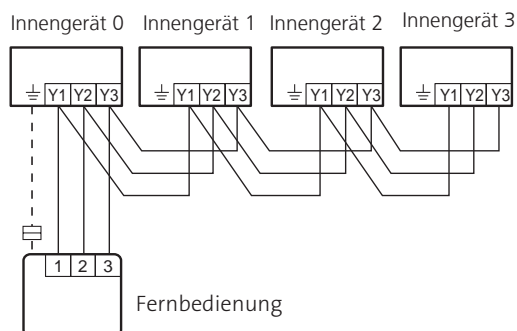 Innengerät 0 Innengerät 1 Innengerät 2 Innengerät 3
Y1 Y2 Y3 Y1 Y2 Y3 Y1 Y2 Y3 Y1 Y2 Y3
1 2 3
Fernbedienung